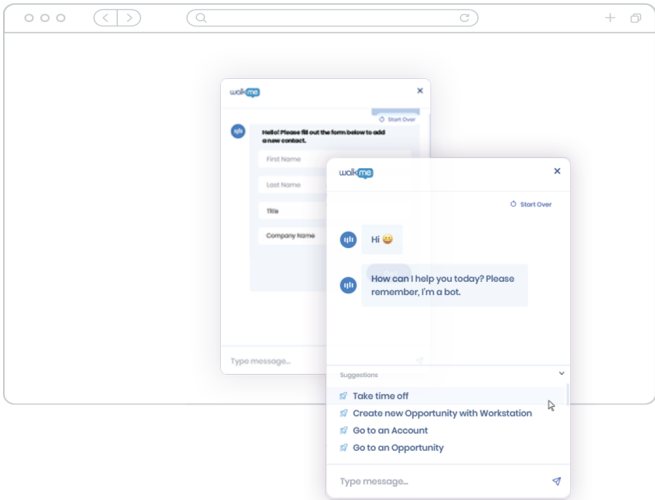 walkme
Start Over
Hello! Please fill out the form below to add
a new contact.
First Name
Last Name
Title
Company Name
Type message...
walkme
Start Over
Hi 😀
How can I help you today? Please
remember, I'm a bot.
Suggestions
Take time off
Create new Opportunity with Workstation
Go to an Account
Go to an Opportunity
Type message...